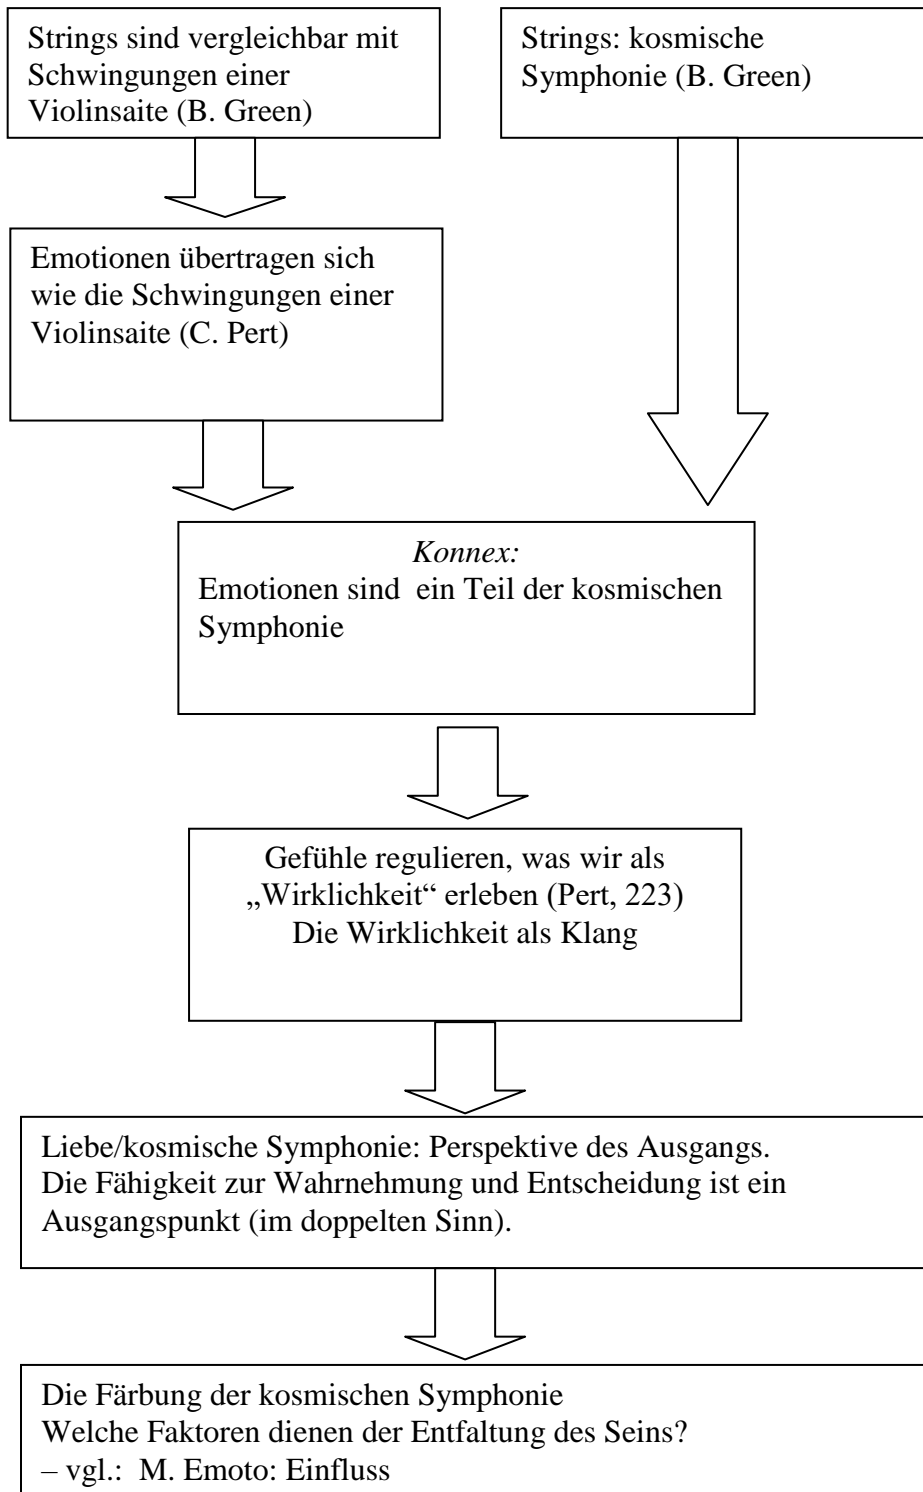 Strings sind vergleichbar mit
Schwingungen einer
Violinsaite (B. Green)
Strings: kosmische
Symphonie (B. Green)
Emotionen übertragen sich
wie die Schwingungen einer
Violinsaite (C. Pert)
Konnex:
Emotionen sind ein Teil der kosmischen
Symphonie
Gefühle regulieren, was wir als
„Wirklichkeit“ erleben (Pert, 223)
Die Wirklichkeit als Klang
Liebe/kosmische Symphonie: Perspektive des Ausgangs.
Die Fähigkeit zur Wahrnehmung und Entscheidung ist ein
Ausgangspunkt (im doppelten Sinn).
Die Färbung der kosmischen Symphonie
Welche Faktoren dienen der Entfaltung des Seins?
– vgl.: M. Emoto: Einfluss